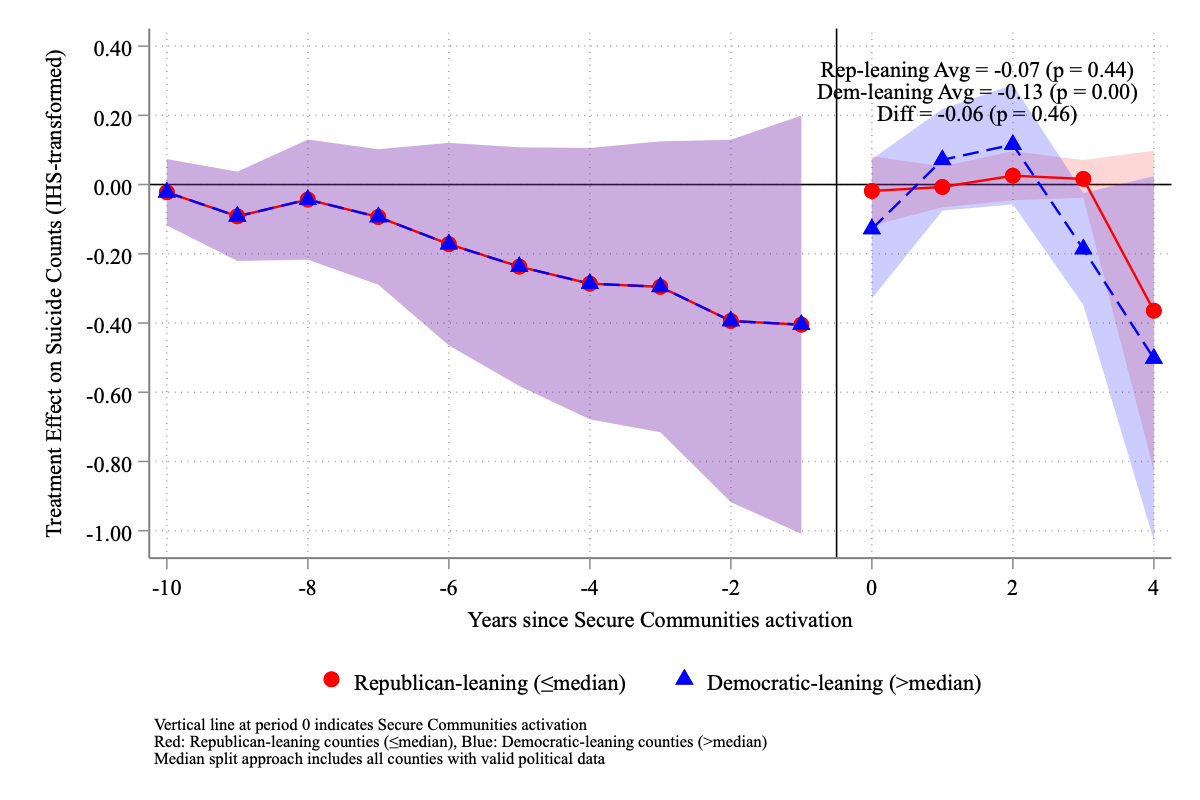 Rep-leaning Avg = -0.07 (p = 0.44)
Dem-leaning Avg = -0.13 (p = 0.00)
Diff = -0.06 (p = 0.46)
Treatment Effect on Suicide Counts (IHS-transformed)
0.40
0.20
0.00
-0.20
-0.40
-0.60
-0.80
-1.00
-10 -8 -6 -4 -2 0 2 4
Years since Secure Communities activation
Republican-leaning (≤median) Democratic-leaning (>median)
Vertical line at period 0 indicates Secure Communities activation
Red: Republican-leaning counties (≤median), Blue: Democratic-leaning counties (>median)
Median split approach includes all counties with valid political data